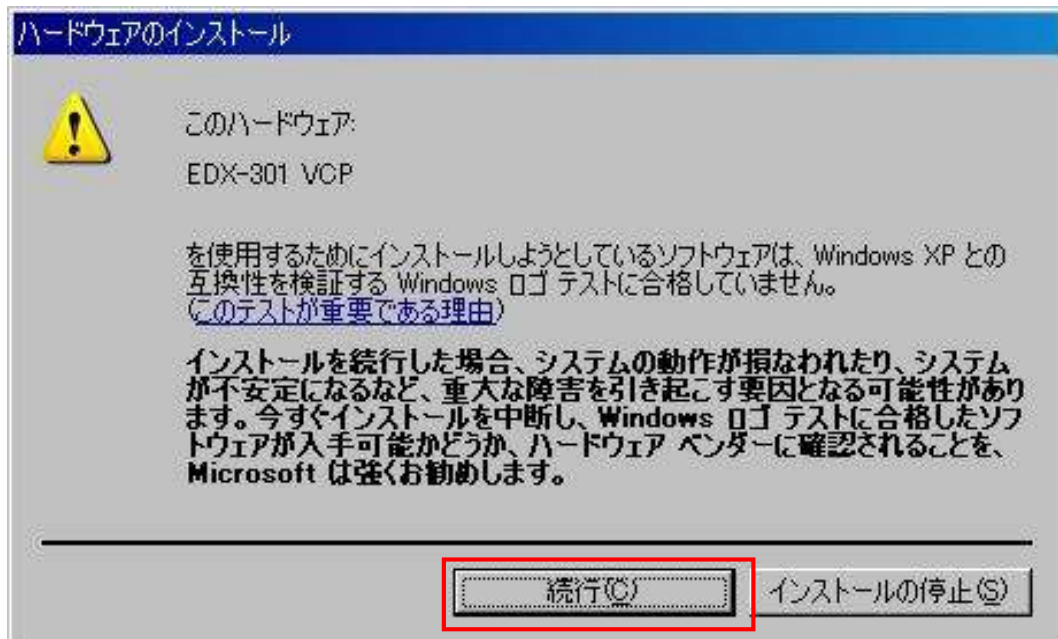 ハードウェアのインストール
このハードウェア:
EDX-301 VCP
を使用するためにインストールしようとしているソフトウェアは、Windows XP との
互換性を検証する Windows ロゴ テストに合格していません。
(このテストが重要である理由)
インストールを続行した場合、システムの動作が損なわれたり、システム
が不安定になるなど、重大な障害を引き起こす要因となる可能性があり
ます。今すぐインストールを中断し、Windows ロゴ テストに合格したソフ
トウェアが入手可能かどうか、ハードウェア ベンダーに確認されることを、
Microsoft は強くお勧めします。
続行(C) インストールの停止(S)